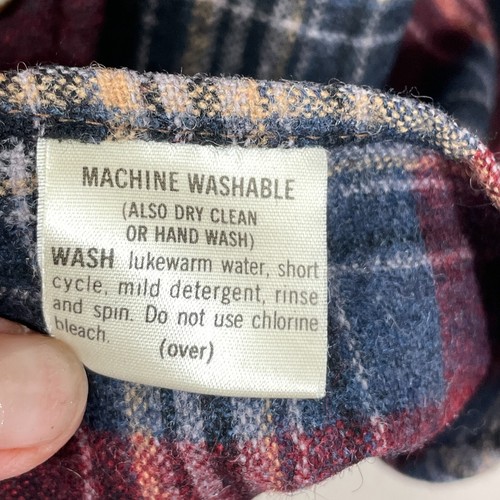 MACHINE WASHABLE
(ALSO DRY CLEAN
OR HAND WASH)
WASH lukewarm water, short
cycle, mild detergent, rinse
and spin. Do not use chlorine
bleach.
(over)